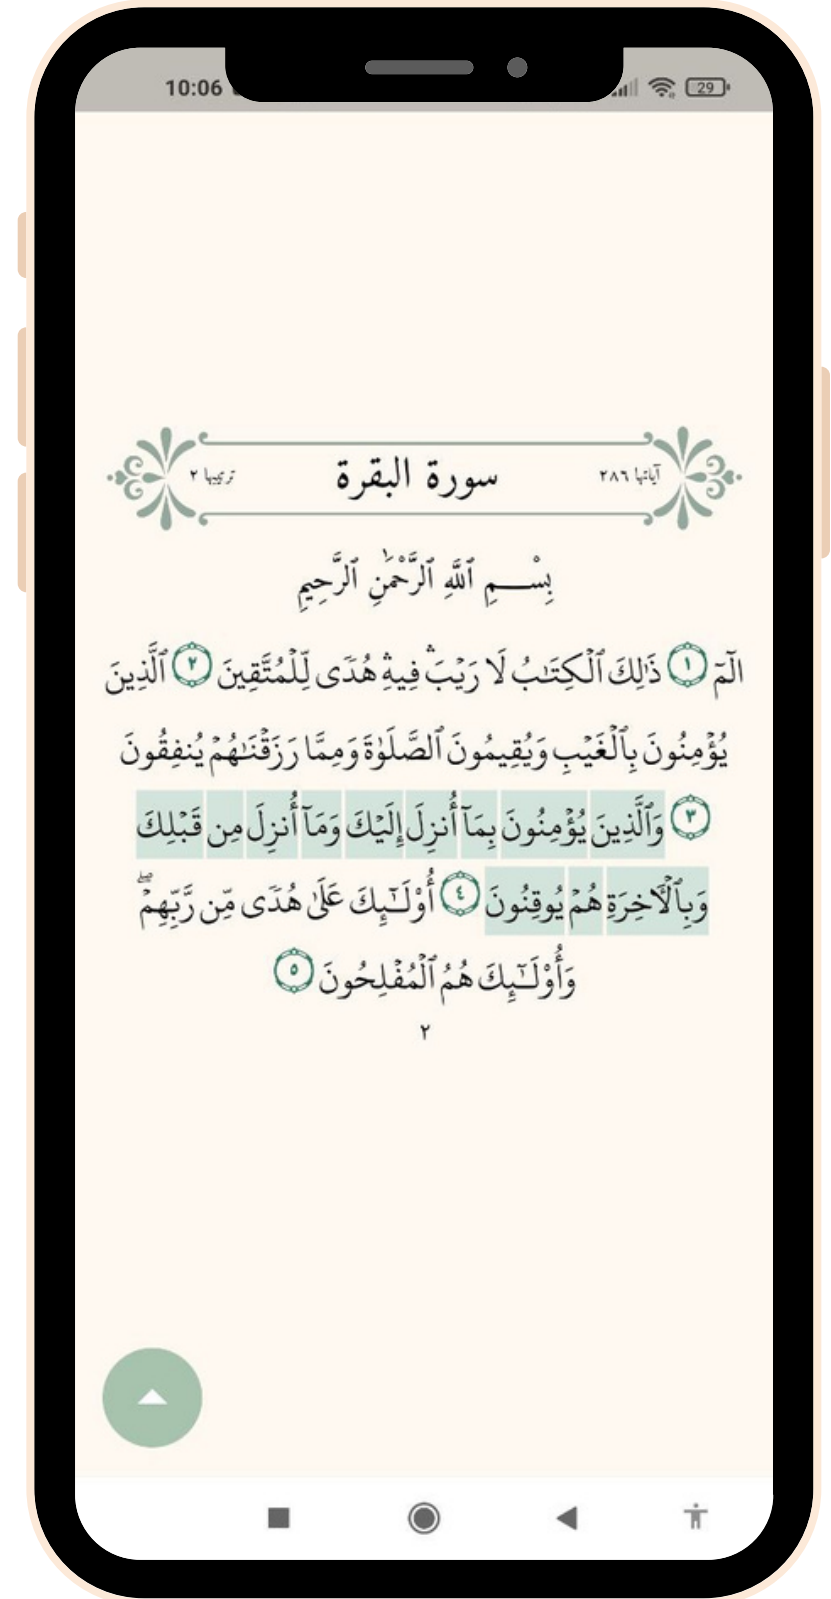 10:06
29
آياتها ٢٨٦ سورة البقرة ترتيبها ٢
بِسْمِ ٱللَّهِ ٱلرَّحْمَٰنِ ٱلرَّحِيمِ
الٓمٓ ١ ذَٰلِكَ ٱلْكِتَٰبُ لَا رَيْبَ ۛ فِيهِ ۛ هُدًى لِّلْمُتَّقِينَ ٢ ٱلَّذِينَ
يُؤْمِنُونَ بِٱلْغَيْبِ وَيُقِيمُونَ ٱلصَّلَوٰةَ وَمِمَّا رَزَقْنَٰهُمْ يُنفِقُونَ
٣ وَٱلَّذِينَ يُؤْمِنُونَ بِمَآ أُنزِلَ إِلَيْكَ وَمَآ أُنزِلَ مِن قَبْلِكَ
وَبِٱلْءَاخِرَةِ هُمْ يُوقِنُونَ ٤ أُو۟لَٰٓئِكَ عَلَىٰ هُدًى مِّن رَّبِّهِمْ ۖ
وَأُو۟لَٰٓئِكَ هُمُ ٱلْمُفْلِحُونَ ٥
٢